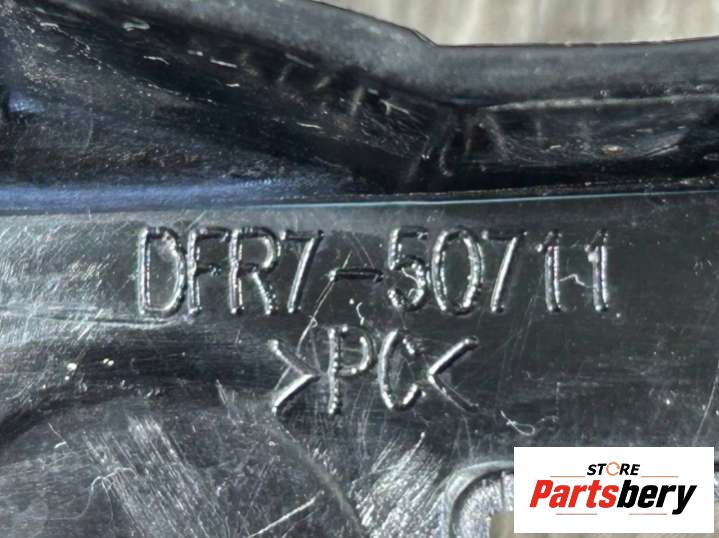 DFR7-50711
>PC<
STORE
Partsbery